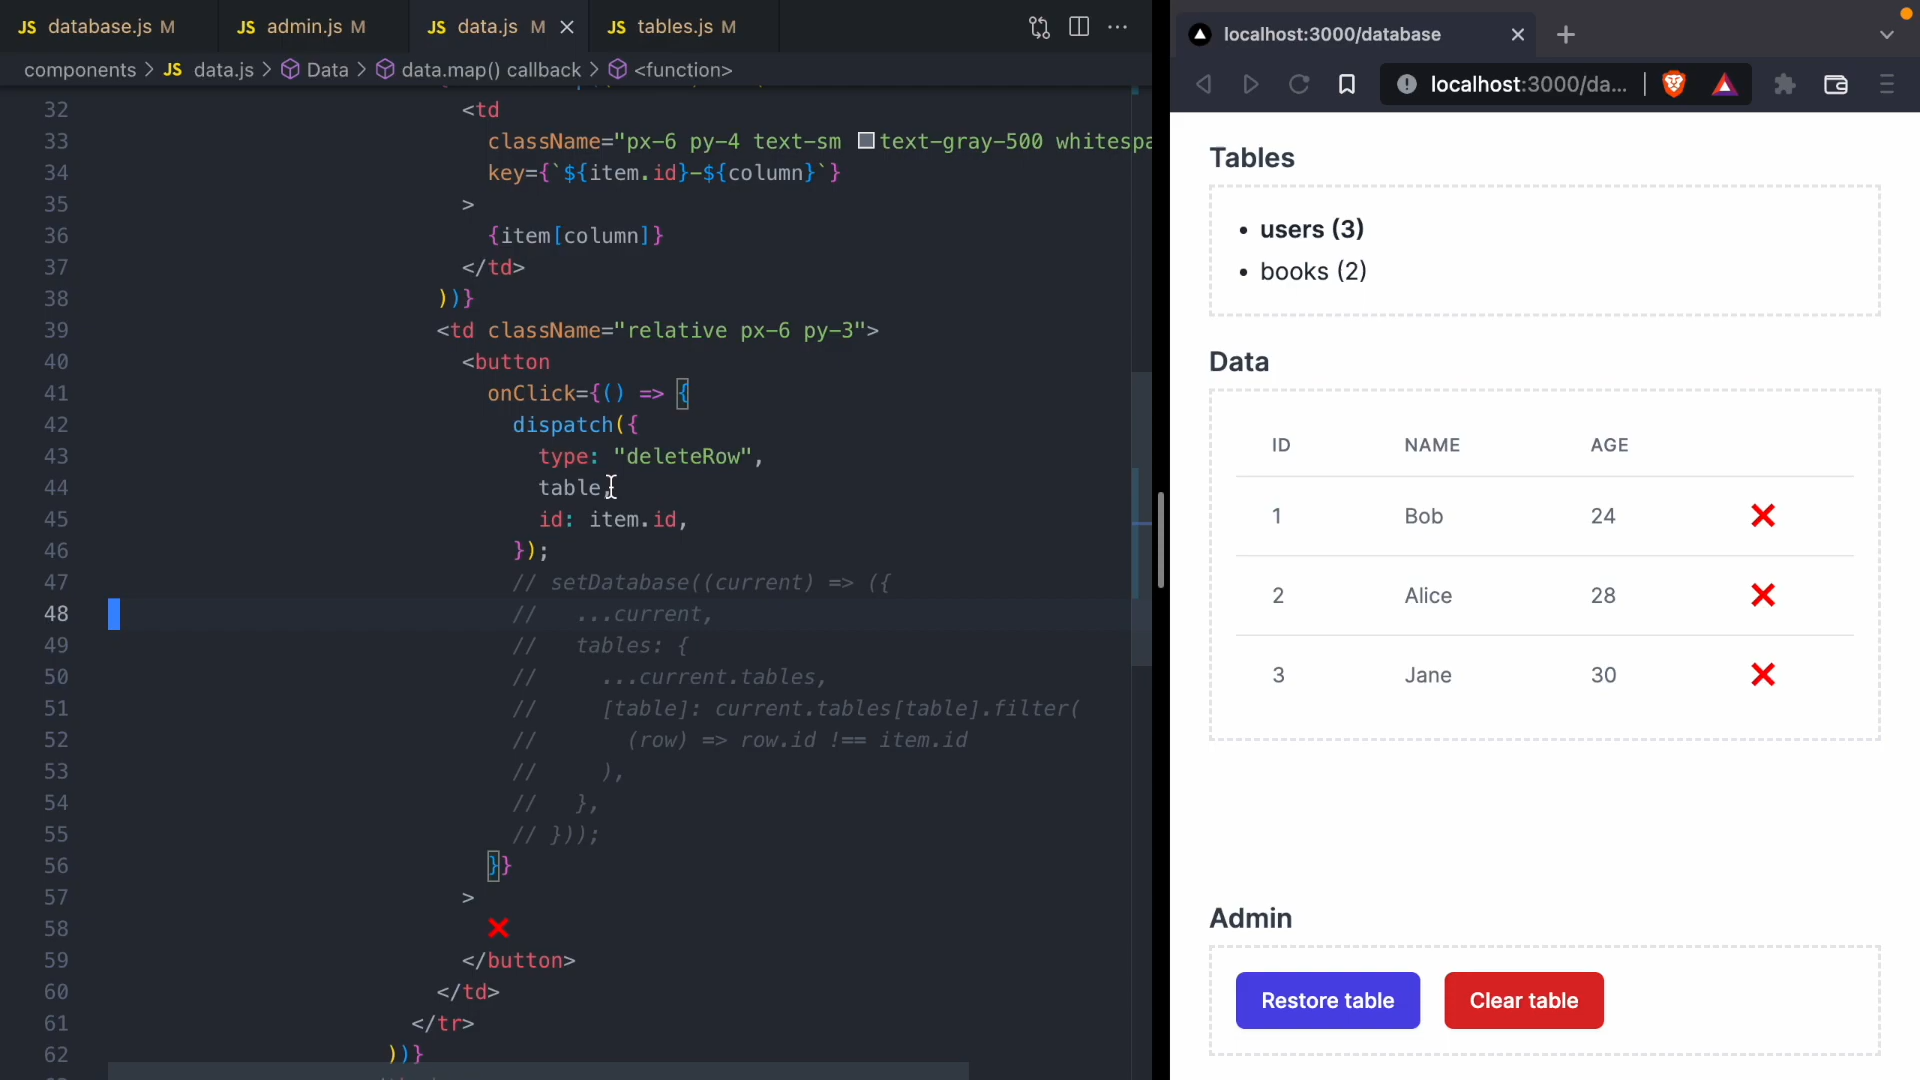 JS database.js M
JS admin.js M
JS data.js M
JS tables.js M
components > JS data.js > Data > data.map() callback > <function>
32 <td
33 className="px-6 py-4 text-sm text-gray-500 whitespa
34 key={`${item.id}-${column}`}
35 >
36 {item[column]}
37 </td>
38 ))}
39 <td className="relative px-6 py-3">
40 <button
41 onClick={() => {
42 dispatch({
43 type: "deleteRow",
44 table,
45 id: item.id,
46 });
47 // setDatabase((current) => ({
48 // ...current,
49 // tables: {
50 // ...current.tables,
51 // [table]: current.tables[table].filter(
52 // (row) => row.id !== item.id
53 // ),
54 // },
55 // }));
56 }}
57 >
58 ❌
59 </button>
60 </td>
61 </tr>
62 ))}
localhost:3000/database
localhost:3000/da...
Tables
• users (3)
• books (2)
Data
ID NAME AGE
1 Bob 24 ❌
2 Alice 28 ❌
3 Jane 30 ❌
Admin
Restore table
Clear table